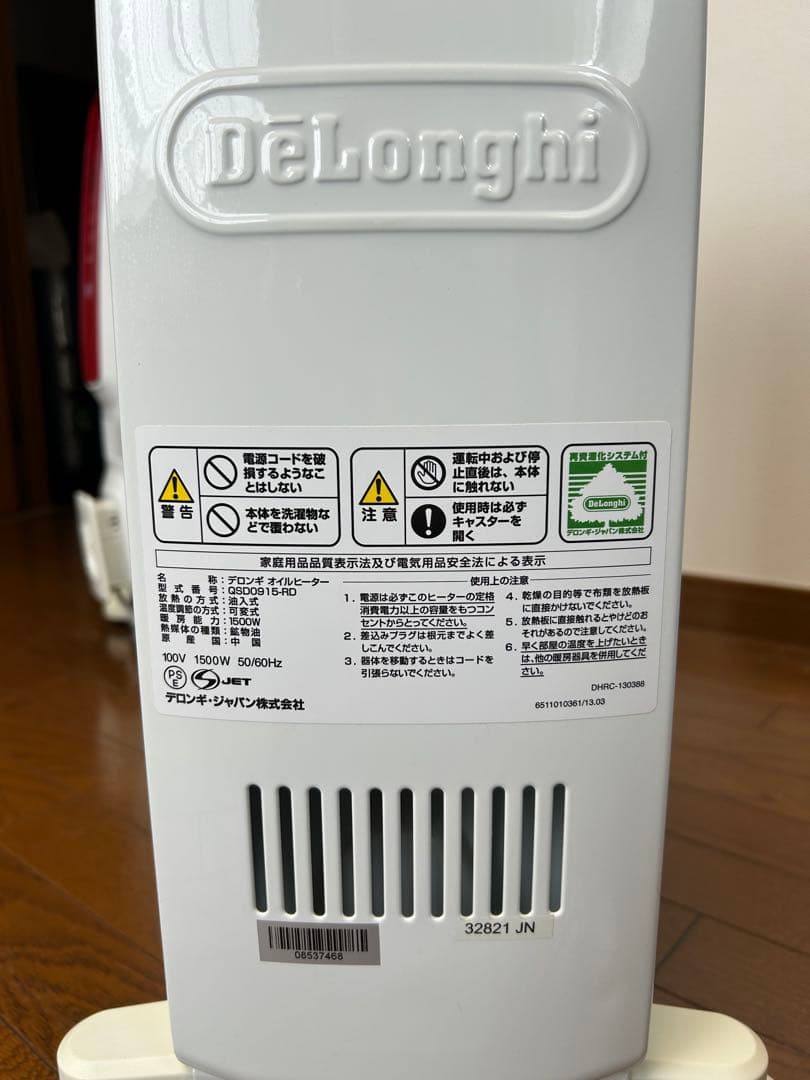 DēLonghi
電源コードを破
損するようなこ
とはしない
警告
本体を洗濯物な
どで覆わない
運転中および停
止直後は、本体
に触れない
注意
使用時は必ず
キャスターを
開く
再資源化システム付
DēLonghi
デロンギ・ジャパン株式会社
家庭用品品質表示法及び電気用品安全法による表示
名称:デロンギ オイルヒーター
型式番号:QSD0915-RD
放熱の方式:油入式
温度調節の方式:可変式
暖房能力:1500W
熱媒体の種類:鉱物油
原産国:中国
100V 1500W 50/60Hz
PS
E
JET
デロンギ・ジャパン株式会社
使用上の注意
1. 電源は必ずこのヒーターの定格
消費電力以上の容量をもつコン
セントからとってください。
2. 差込みプラグは根元までよく差
しこんでください。
3. 器体を移動するときはコードを
引張らないでください。
4. 乾燥の目的等で布類を放熱板
に直接かけないでください。
5. 放熱板に直接触れるとやけどのお
それがあるので注意してください。
6. 早く部屋の温度を上げたいとき
は、他の暖房器具を併用してくだ
さい。
DHRC-130388
6511010361/13.03
08537468
32821 JN